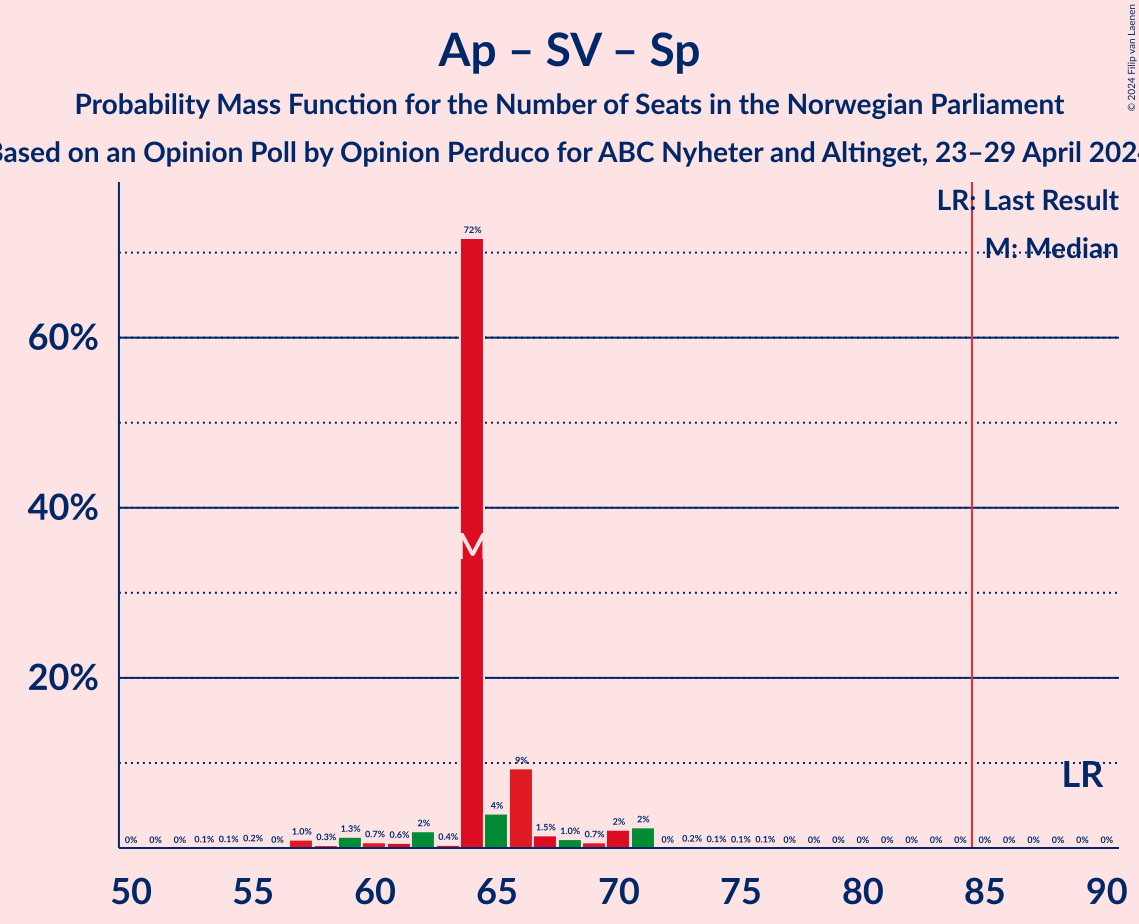 Ap – SV – Sp
Probability Mass Function for the Number of Seats in the Norwegian Parliament
Based on an Opinion Poll by Opinion Perduco for ABC Nyheter and Altinget, 23–29 April 2024
© 2024 Filip van Laenen
LR: Last Result
M: Median
72%
60%
40%
M
20%
9%
LR
4%
0% 0% 0% 0.1% 0.1% 0.2% 0% 1.0% 0.3% 1.3% 0.7% 0.6% 2% 0.4% 1.5% 1.0% 0.7% 2% 2% 0% 0.2% 0.1% 0.1% 0.1% 0% 0% 0% 0% 0% 0% 0% 0% 0% 0% 0% 0% 0% 0%
50 55 60 65 70 75 80 85 90